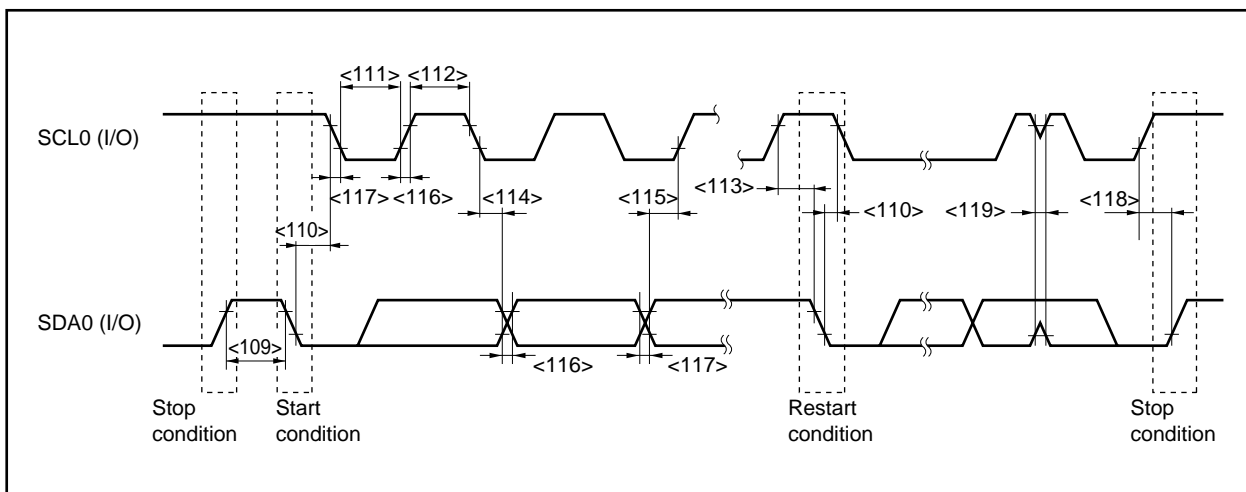 <111> <112>
SCL0 (I/O)
<117> <116> <114> <115> <113> <110> <119> <118>
<110>
SDA0 (I/O)
<109>
<116> <117>
Stop condition
Start condition
Restart condition
Stop condition